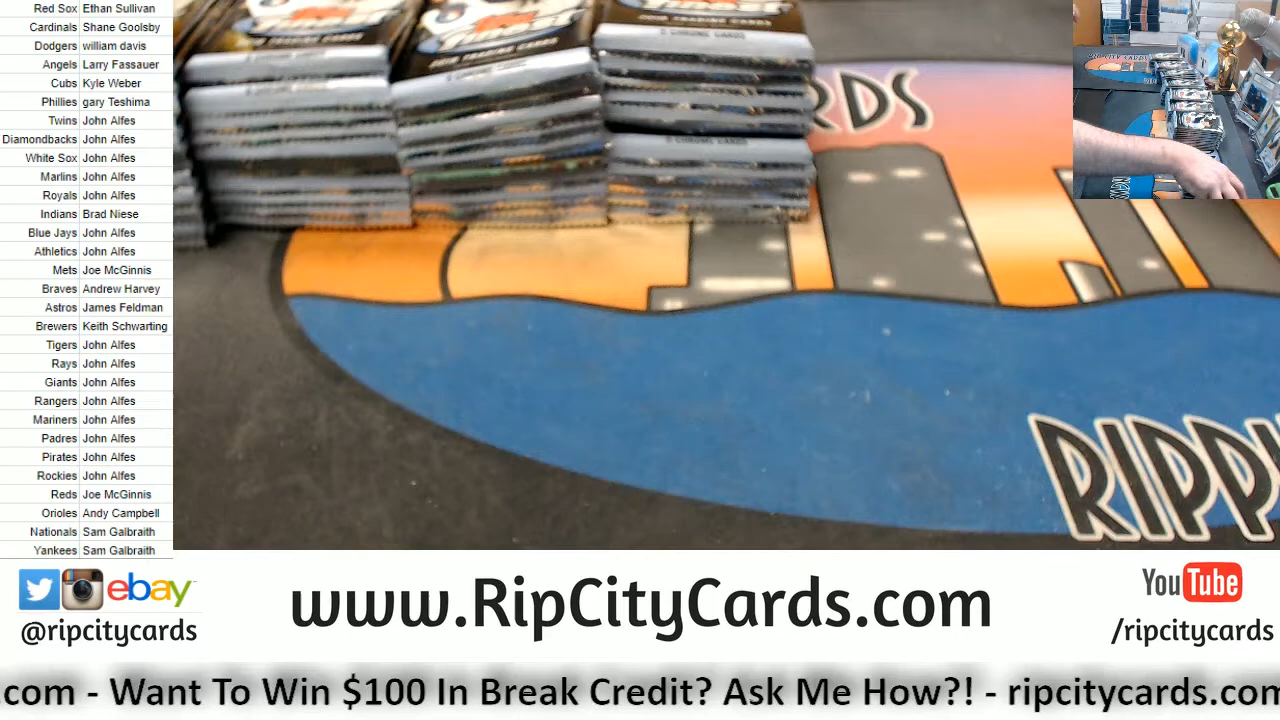 Red Sox Ethan Sullivan
Cardinals Shane Goolsby
Dodgers william davis
Angels Larry Fassauer
Cubs Kyle Weber
Phillies gary Teshima
Twins John Alfes
Diamondbacks John Alfes
White Sox John Alfes
Marlins John Alfes
Royals John Alfes
Indians Brad Niese
Blue Jays John Alfes
Athletics John Alfes
Mets Joe McGinnis
Braves Andrew Harvey
Astros James Feldman
Brewers Keith Schwarting
Tigers John Alfes
Rays John Alfes
Giants John Alfes
Rangers John Alfes
Mariners John Alfes
Padres John Alfes
Pirates John Alfes
Rockies John Alfes
Reds Joe McGinnis
Orioles Andy Campbell
Nationals Sam Galbraith
Yankees Sam Galbraith
CHROME CARDS
RDS
RIPP
ebay
@ripcitycards
www.RipCityCards.com
YouTube
/ripcitycards
.com - Want To Win $100 In Break Credit? Ask Me How?! - ripcitycards.com